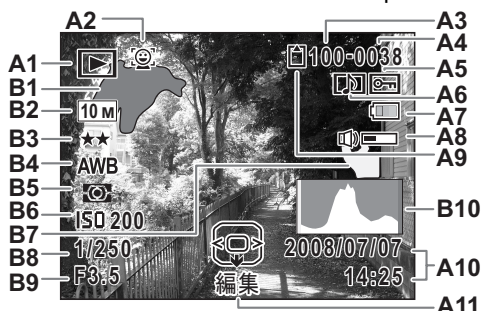 A2
A3
A4
A1
100-0038
A5
B1
A6
B2
10 M
A7
B3
★★
A8
B4
AWB
A9
B5
B6
ISO 200
B10
B7
B8
1/250
2008/07/07
B9
F3.5
編集
14:25
A10
A11